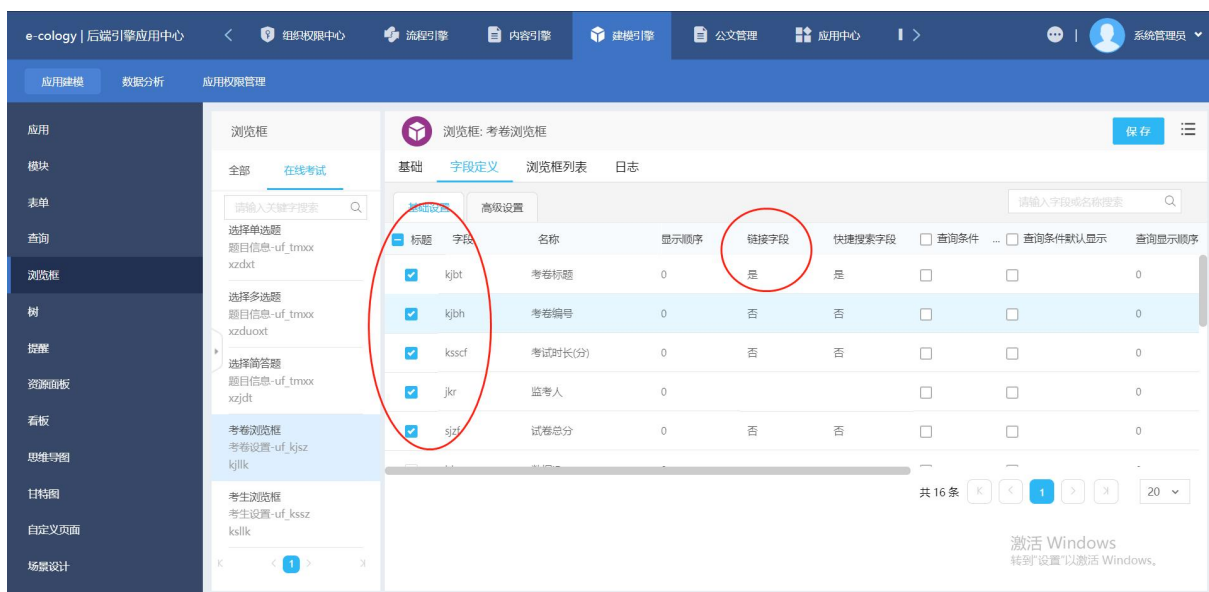 e-cology | 后端引擎应用中心 组织权限中心 流程引擎 内容引擎 建模引擎 公文管理 应用中心 系统管理员
应用建模 数据分析 应用权限管理
应用
模块
表单
查询
浏览框
树
提醒
资源面板
看板
思维导图
甘特图
自定义页面
场景设计
浏览框
全部 在线考试
请输入关键字搜索
选择单选题
题目信息-uf_tmxx
xzdxt
选择多选题
题目信息-uf_tmxx
xzduoxt
选择简答题
题目信息-uf_tmxx
xzjdt
考卷浏览框
考卷设置-uf_kjsz
kjllk
考生浏览框
考生设置-uf_kssz
ksllk
1
浏览框: 考卷浏览框 保存
基础 字段定义 浏览框列表 日志
基础设置 高级设置 请输入字段或名称搜索
标题 字段 名称 显示顺序 链接字段 快捷搜索字段 查询条件 ... 查询条件默认显示 查询显示顺序
kjbt 考卷标题 0 是 是 0
kjbh 考卷编号 0 否 否 0
ksscf 考试时长(分) 0 否 否 0
jkr 监考人 0 0
sjzf 试卷总分 0 否 否 0
共 16 条 1 20
激活 Windows
转到"设置"以激活 Windows。